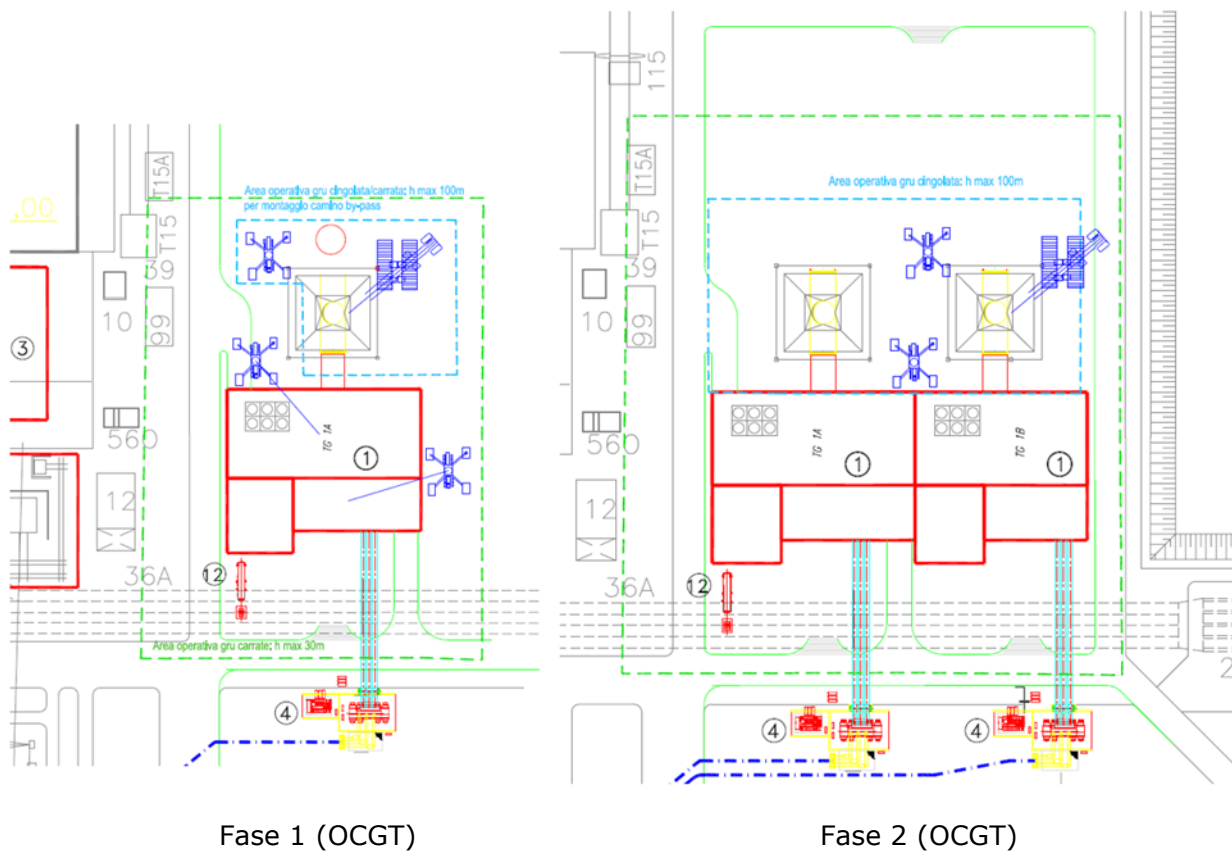 115
T15A
T15A
Area operativa gru cingolata/carrata: h max 100m
per montaggio camino by-pass
Area operativa gru cingolata: h max 100m
,00
T15
T15
39
39
10
99
10
99
3
TG 1A
1
TG 1A
1
TG 1B
1
560
560
12
12
36A
12
36A
12
Area operativa gru carrate: h max 30m
2
4
4
4
Fase 1 (OCGT)
Fase 2 (OCGT)